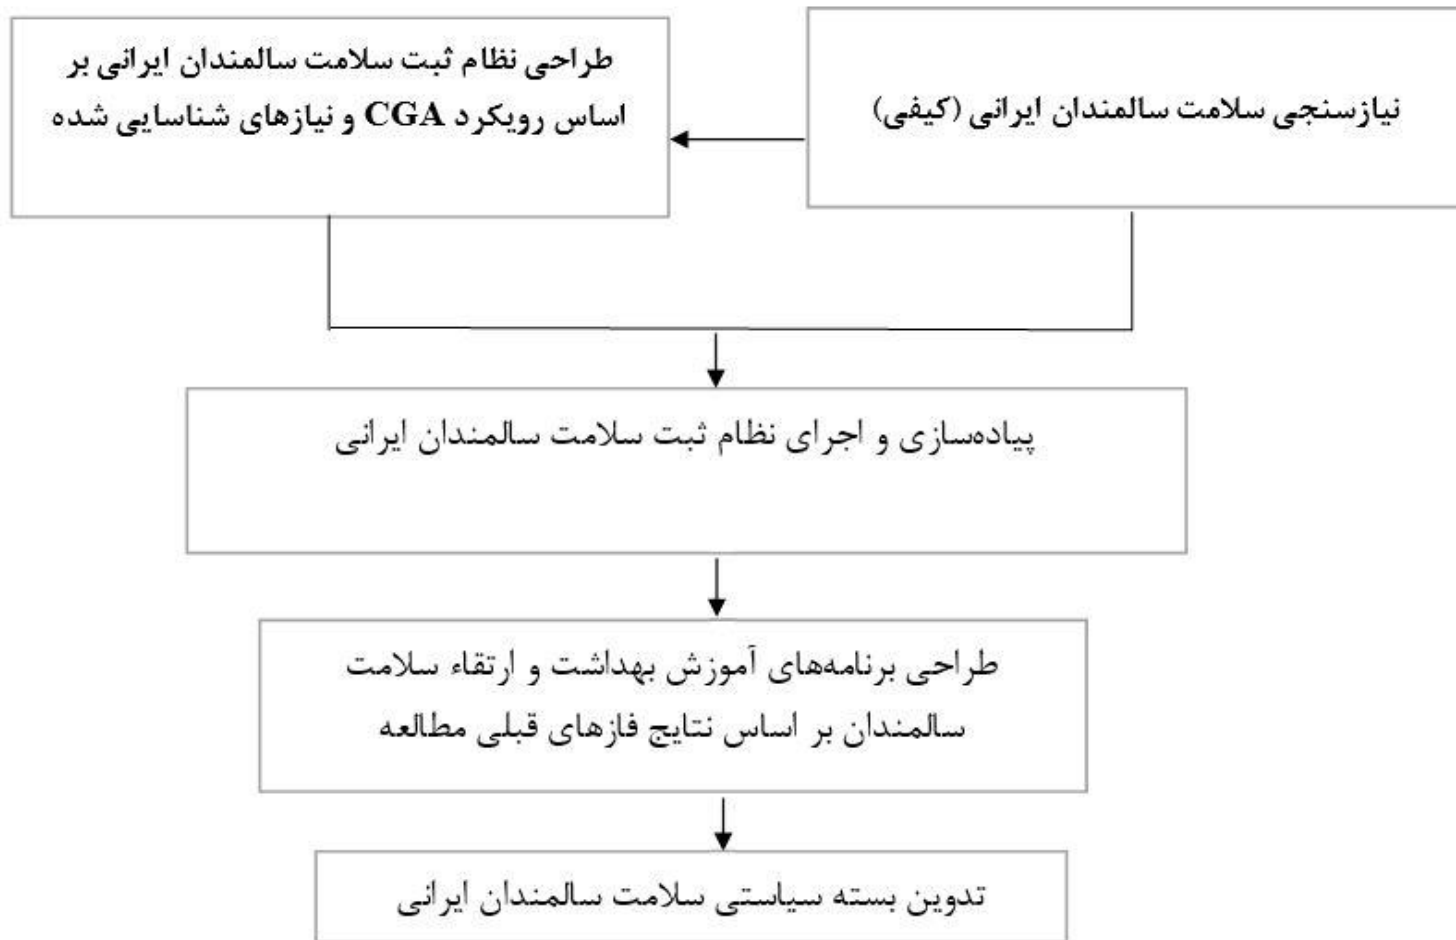 نیازسنجی سلامت سالمندان ایرانی (کیفی)
طراحی نظام ثبت سلامت سالمندان ایرانی بر
اساس رویکرد CGA و نیازهای شناسایی شده
پیاده‌سازی و اجرای نظام ثبت سلامت سالمندان ایرانی
طراحی برنامه‌های آموزش بهداشت و ارتقاء سلامت
سالمندان بر اساس نتایج فازهای قبلی مطالعه
تدوین بسته سیاستی سلامت سالمندان ایرانی